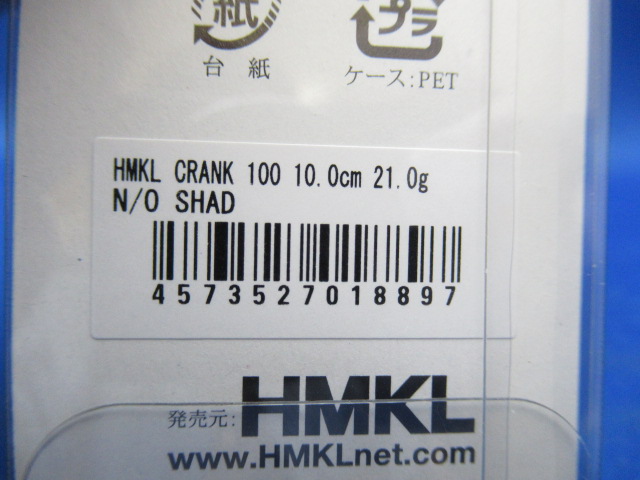 紙
プラ
台紙
ケース:PET
HMKL CRANK 100 10.0cm 21.0g
N/O SHAD
4573527018897
発売元: HMKL
www.HMKLnet.com